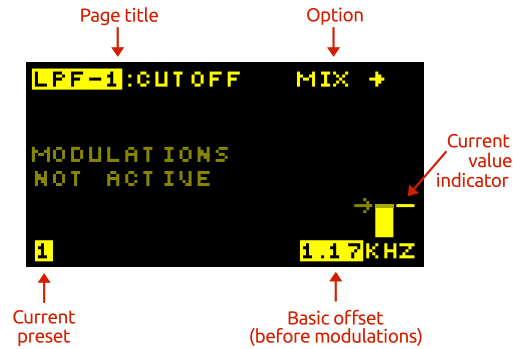 Page title
Option
LPF-1:CUTOFF
MIX →
MODULATIONS
NOT ACTIVE
Current
value
indicator
1
1.17KHZ
Current
preset
Basic offset
(before modulations)